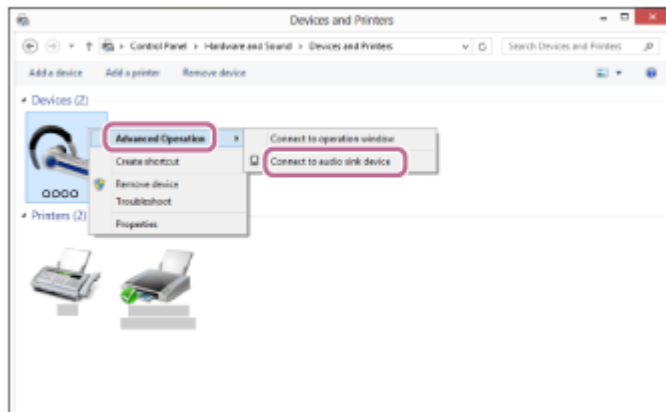 Devices and Printers
Control Panel › Hardware and Sound › Devices and Printers
Search Devices and Printers
Add a device Add a printer Remove device
Devices (2)
Advanced Operation
Connect to operation window
Create shortcut
Connect to audio sink device
Remove device
Troubleshoot
Properties
OOOO
Printers (2)